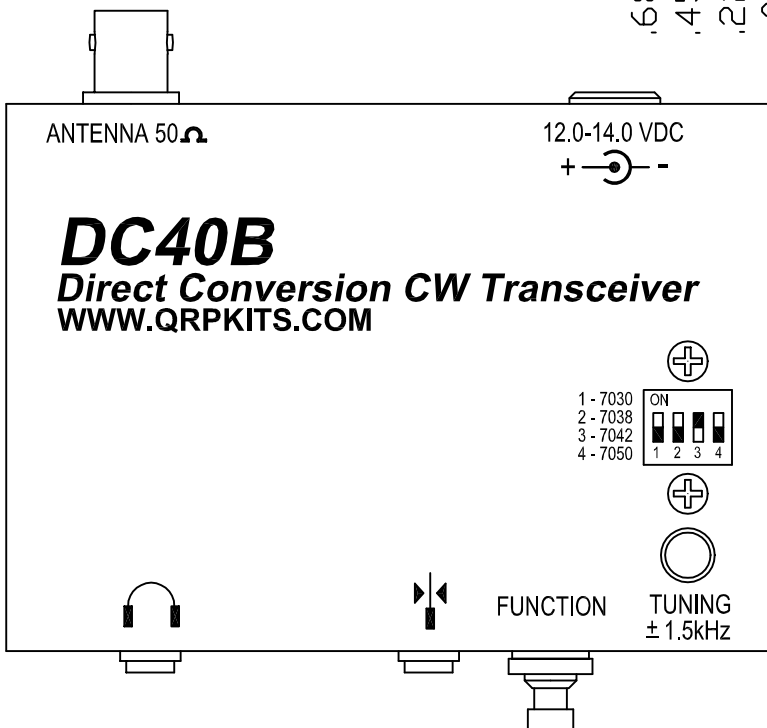 ANTENNA 50Ω
12.0-14.0 VDC
+ -
DC40B
Direct Conversion CW Transceiver
WWW.QRPKITS.COM
1 - 7030
2 - 7038
3 - 7042
4 - 7050
ON
1 2 3 4
FUNCTION
TUNING
± 1.5kHz